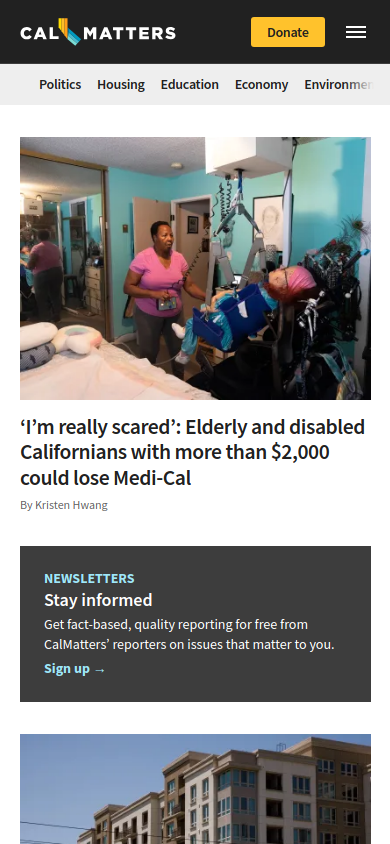 CAL MATTERS
Donate
Politics Housing Education Economy Environmen
‘I’m really scared’: Elderly and disabled
Californians with more than $2,000
could lose Medi-Cal
By Kristen Hwang
NEWSLETTERS
Stay informed
Get fact-based, quality reporting for free from
CalMatters’ reporters on issues that matter to you.
Sign up →